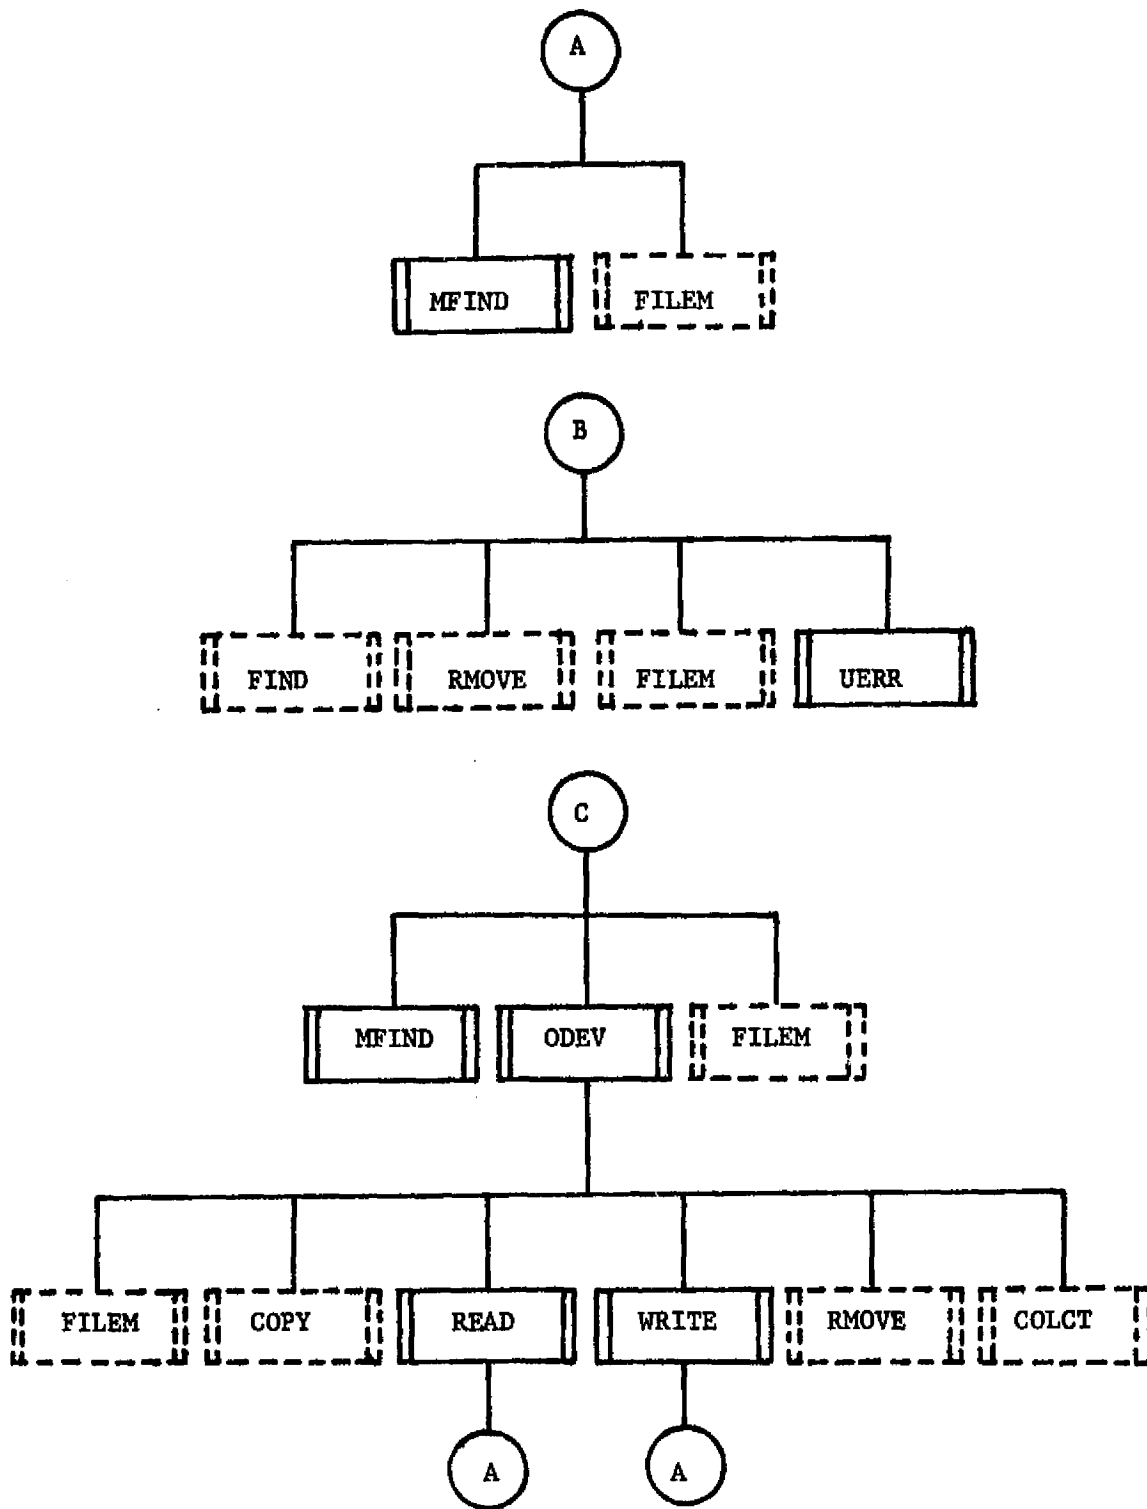 A
MFIND FILEM
B
FIND RMOVE FILEM UERR
C
MFIND ODEV FILEM
FILEM COPY READ WRITE RMOVE COLCT
A A